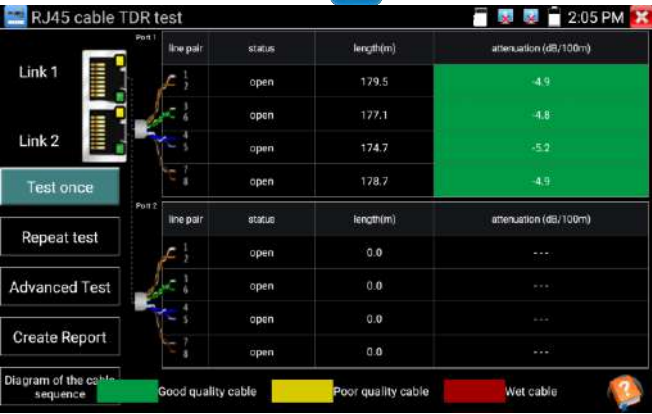 RJ45 cable TDR test
2:05 PM
Link 1
Link 2
Test once
Repeat test
Advanced Test
Create Report
Diagram of the cable
sequence
Port 1
line pair status length(m) attenuation (dB/100m)
1 2 open 179.5 -4.9
3 6 open 177.1 -4.8
4 5 open 174.7 -5.2
7 8 open 178.7 -4.9
Port 2
line pair status length(m) attenuation (dB/100m)
1 2 open 0.0 ---
3 6 open 0.0 ---
4 5 open 0.0 ---
7 8 open 0.0 ---
Good quality cable
Poor quality cable
Wet cable